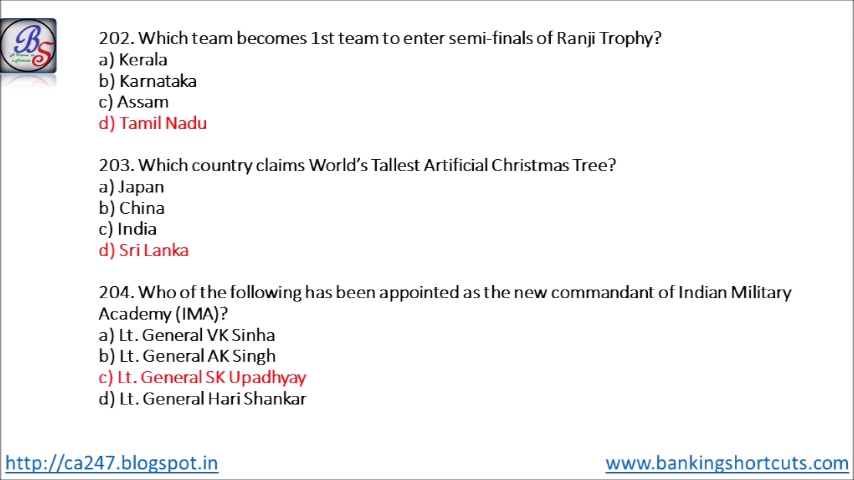 BS
202. Which team becomes 1st team to enter semi-finals of Ranji Trophy?
a) Kerala
b) Karnataka
c) Assam
d) Tamil Nadu
203. Which country claims World's Tallest Artificial Christmas Tree?
a) Japan
b) China
c) India
d) Sri Lanka
204. Who of the following has been appointed as the new commandant of Indian Military
Academy (IMA)?
a) Lt. General VK Sinha
b) Lt. General AK Singh
c) Lt. General SK Upadhyay
d) Lt. General Hari Shankar
http://ca247.blogspot.in
www.bankingshortcuts.com